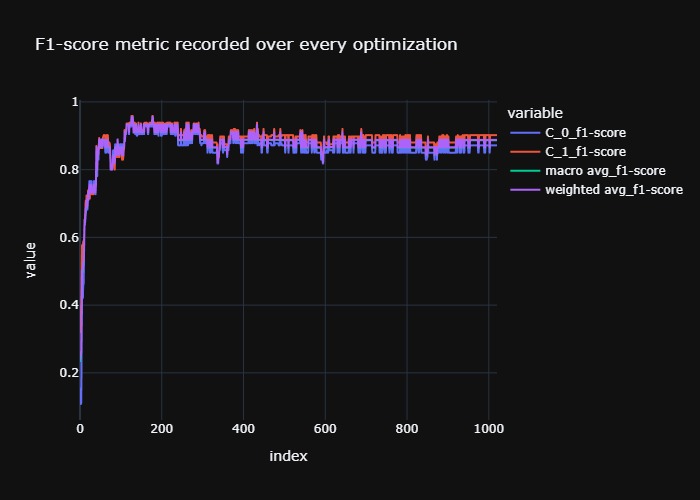 F1-score metric recorded over every optimization
variable
C_0_f1-score
C_1_f1-score
macro avg_f1-score
weighted avg_f1-score
value
1
0.8
0.6
0.4
0.2
0 200 400 600 800 1000
index